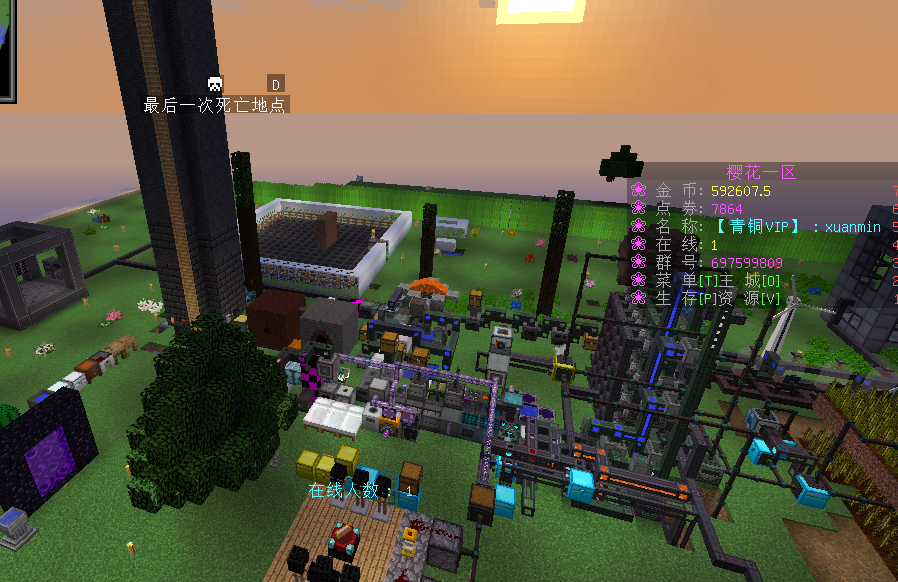 D
最后一次死亡地点
樱花一区
金 币: 592607.5
点 券: 7864
名 称: 【青铜VIP】 : xuanmin
在 线: 1
群 号: 697599809
菜 单[T]主 城[O]
生 存[P]资 源[V]
在线人数 : 1